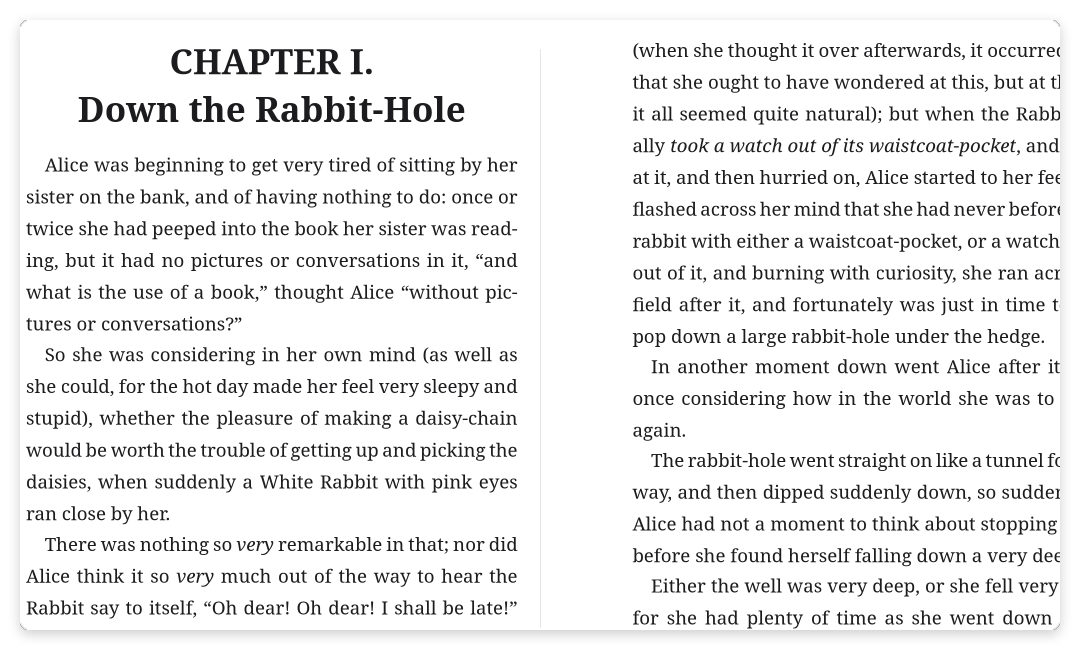 CHAPTER I.
Down the Rabbit-Hole
Alice was beginning to get very tired of sitting by her
sister on the bank, and of having nothing to do: once or
twice she had peeped into the book her sister was read-
ing, but it had no pictures or conversations in it, “and
what is the use of a book,” thought Alice “without pic-
tures or conversations?”
So she was considering in her own mind (as well as
she could, for the hot day made her feel very sleepy and
stupid), whether the pleasure of making a daisy-chain
would be worth the trouble of getting up and picking the
daisies, when suddenly a White Rabbit with pink eyes
ran close by her.
There was nothing so very remarkable in that; nor did
Alice think it so very much out of the way to hear the
Rabbit say to itself, “Oh dear! Oh dear! I shall be late!”
(when she thought it over afterwards, it occurred
that she ought to have wondered at this, but at
it all seemed quite natural); but when the
ally took a watch out of its waistcoat-pocket, and
at it, and then hurried on, Alice started to her
flashed across her mind that she had never before
rabbit with either a waistcoat-pocket, or a watch
out of it, and burning with curiosity, she ran
field after it, and fortunately was just in time
pop down a large rabbit-hole under the hedge.
In another moment down went Alice after it
once considering how in the world she was to
again.
The rabbit-hole went straight on like a tunnel
way, and then dipped suddenly down, so
Alice had not a moment to think about stopping
before she found herself falling down a very
Either the well was very deep, or she fell very
for she had plenty of time as she went down